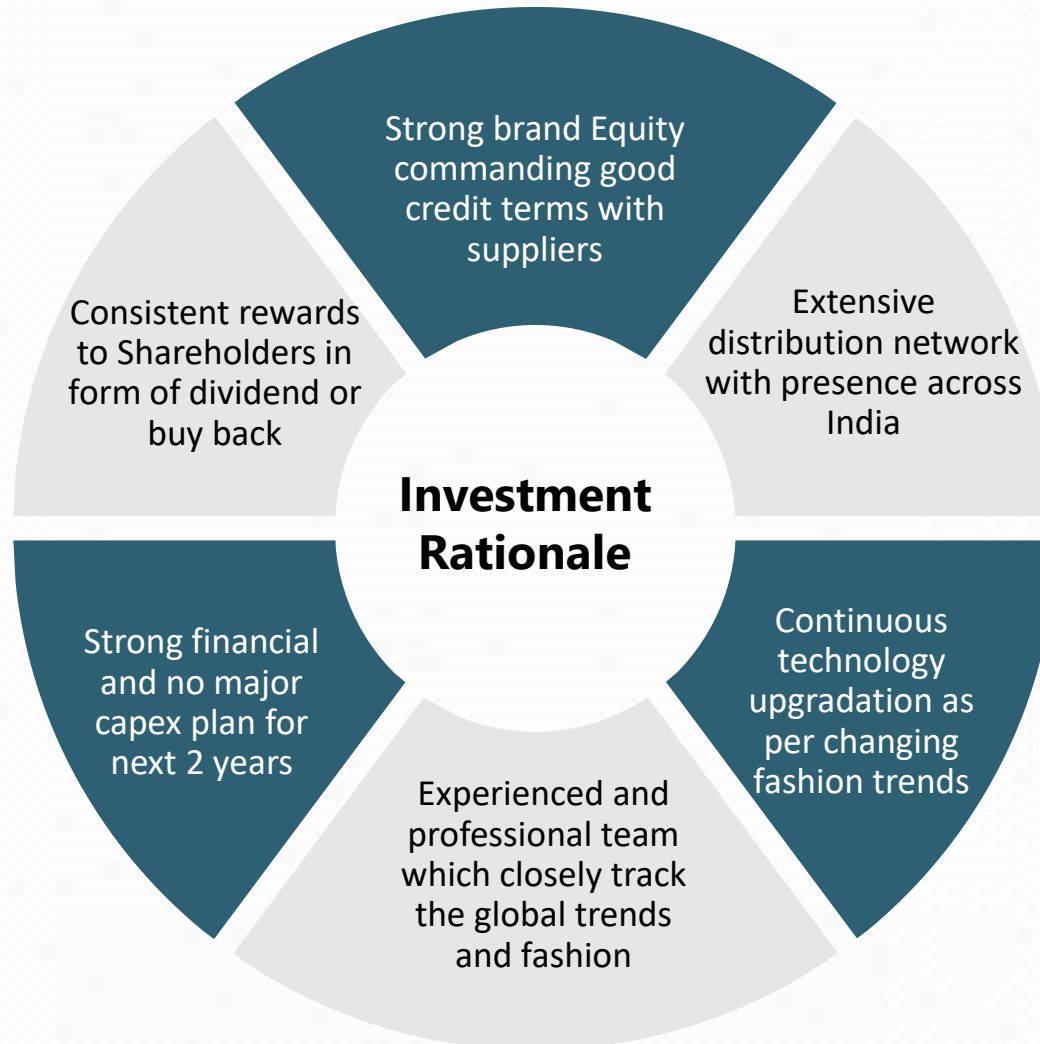 Strong brand Equity
commanding good
credit terms with
suppliers
Extensive
distribution network
with presence across
India
Continuous
technology
upgradation as
per changing
fashion trends
Experienced and
professional team
which closely track
the global trends
and fashion
Strong financial
and no major
capex plan for
next 2 years
Consistent rewards
to Shareholders in
form of dividend or
buy back
Investment
Rationale